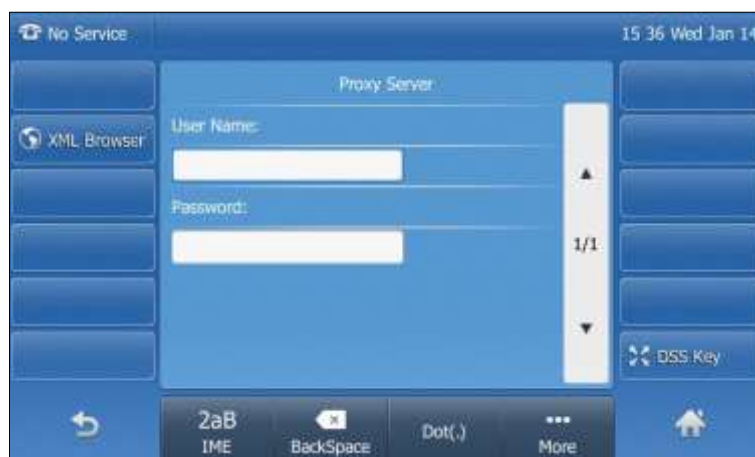 No Service
15 36 Wed Jan 14
Proxy Server
User Name:
XML Browser
Password:
1/1
DSS Key
2aB
IME
BackSpace
Dot(.)
More